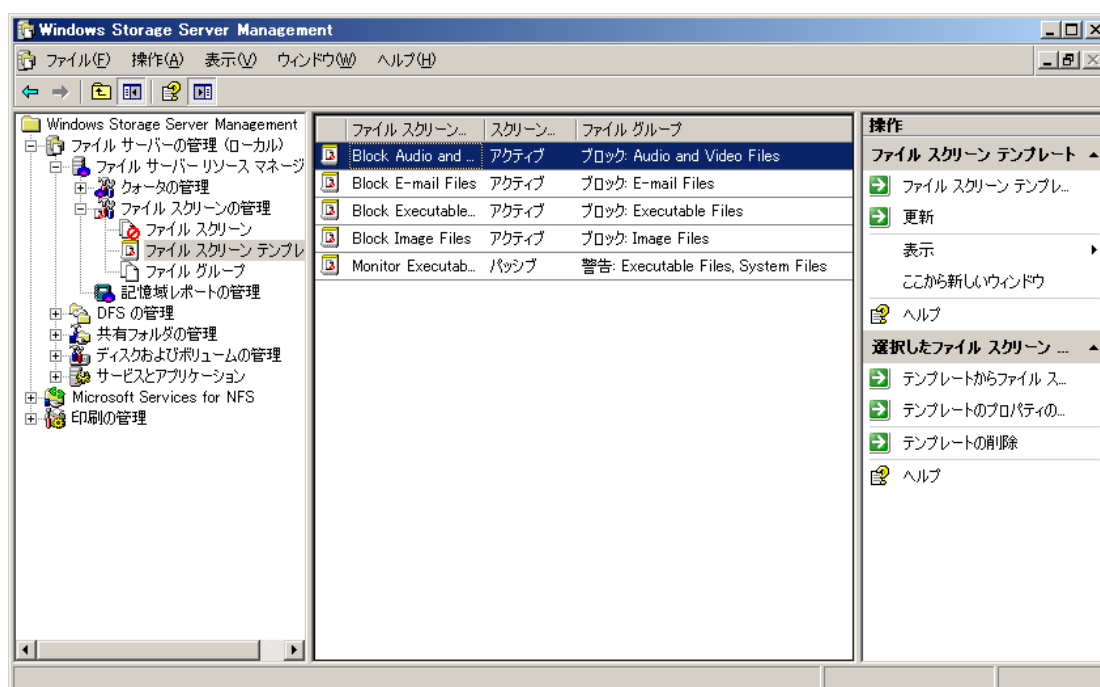 Windows Storage Server Management
ファイル(F) 操作(A) 表示(V) ウィンドウ(W) ヘルプ(H)
Windows Storage Server Management
ファイル サーバーの管理 (ローカル)
ファイル サーバー リソース マネージ
クォータの管理
ファイル スクリーンの管理
ファイル スクリーン
ファイル スクリーン テンプレ
ファイル グループ
記憶域レポートの管理
DFS の管理
共有フォルダの管理
ディスクおよびボリュームの管理
サービスとアプリケーション
Microsoft Services for NFS
印刷の管理
ファイル スクリーン... スクリーン... ファイル グループ
Block Audio and ... アクティブ ブロック: Audio and Video Files
Block E-mail Files アクティブ ブロック: E-mail Files
Block Executable... アクティブ ブロック: Executable Files
Block Image Files アクティブ ブロック: Image Files
Monitor Executab... パッシブ 警告: Executable Files, System Files
操作
ファイル スクリーン テンプレート
ファイル スクリーン テンプレ...
更新
表示
ここから新しいウィンドウ
ヘルプ
選択したファイル スクリーン ...
テンプレートからファイル ス...
テンプレートのプロパティの...
テンプレートの削除
ヘルプ